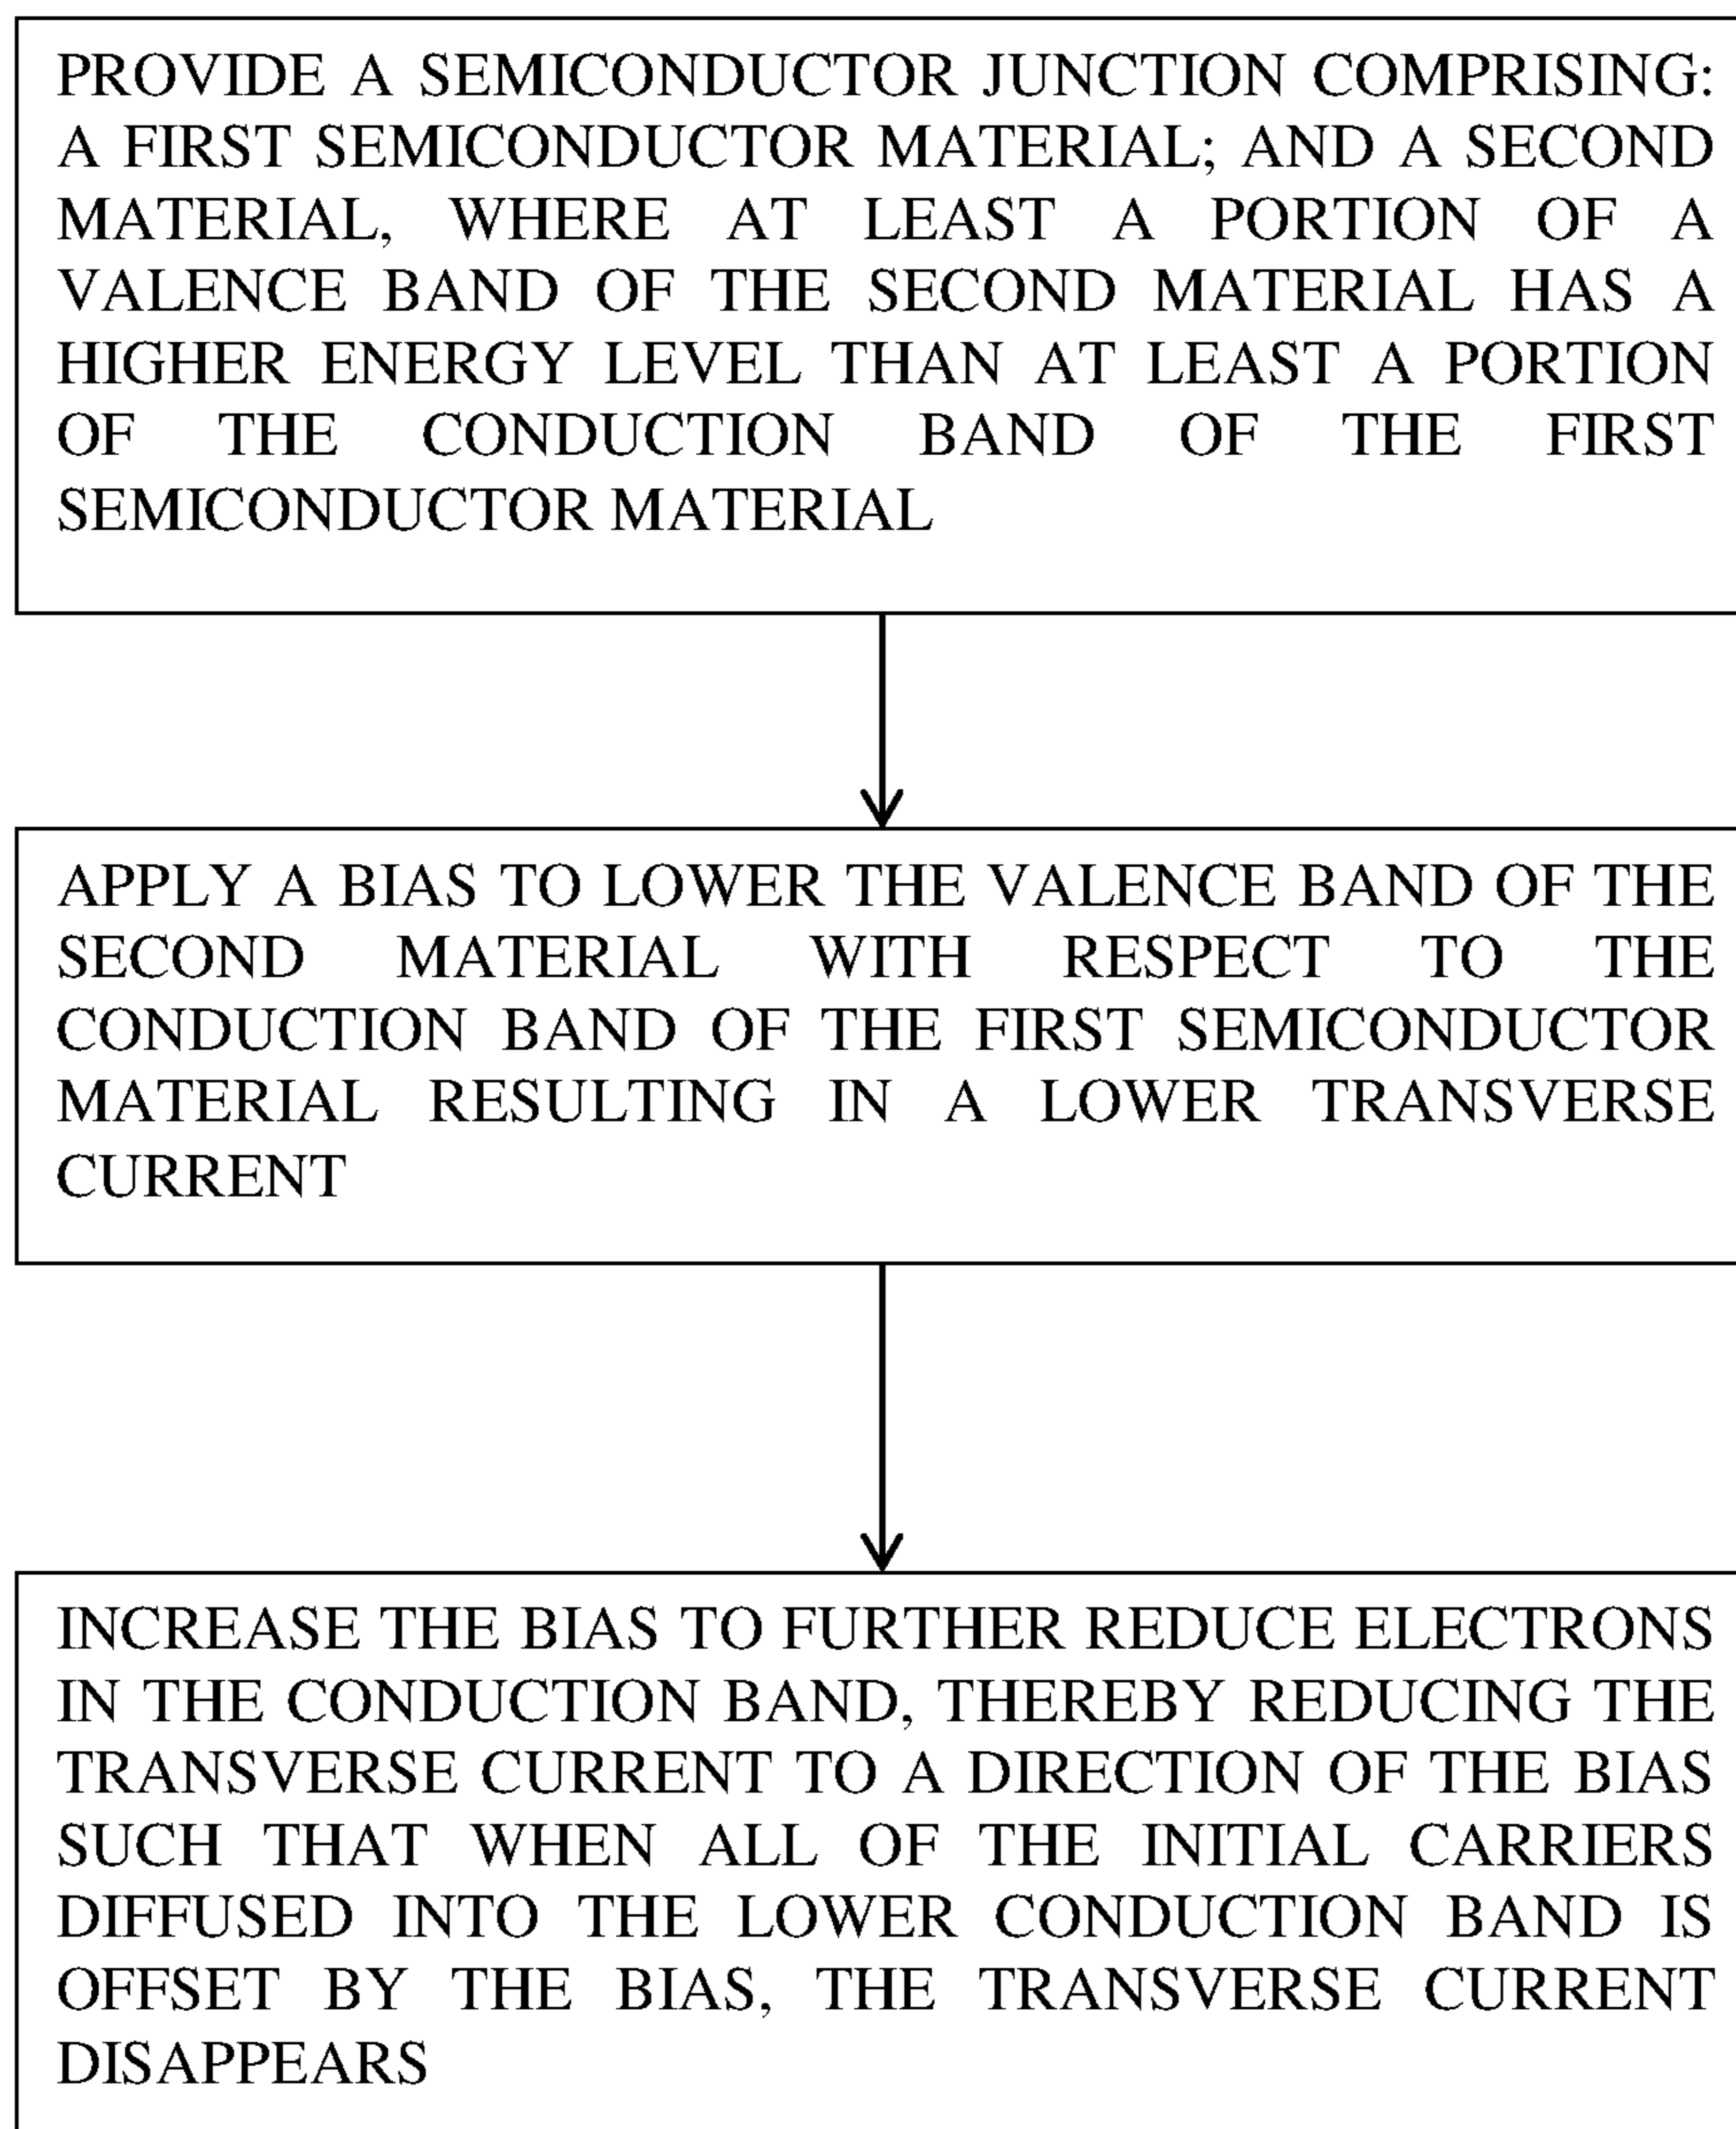 PROVIDE A SEMICONDUCTOR JUNCTION COMPRISING:
A FIRST SEMICONDUCTOR MATERIAL; AND A SECOND
MATERIAL, WHERE AT LEAST A PORTION OF A
VALENCE BAND OF THE SECOND MATERIAL HAS A
HIGHER ENERGY LEVEL THAN AT LEAST A PORTION
OF THE CONDUCTION BAND OF THE FIRST
SEMICONDUCTOR MATERIAL
APPLY A BIAS TO LOWER THE VALENCE BAND OF THE
SECOND MATERIAL WITH RESPECT TO THE
CONDUCTION BAND OF THE FIRST SEMICONDUCTOR
MATERIAL RESULTING IN A LOWER TRANSVERSE
CURRENT
INCREASE THE BIAS TO FURTHER REDUCE ELECTRONS
IN THE CONDUCTION BAND, THEREBY REDUCING THE
TRANSVERSE CURRENT TO A DIRECTION OF THE BIAS
SUCH THAT WHEN ALL OF THE INITIAL CARRIERS
DIFFUSED INTO THE LOWER CONDUCTION BAND IS
OFFSET BY THE BIAS, THE TRANSVERSE CURRENT
DISAPPEARS